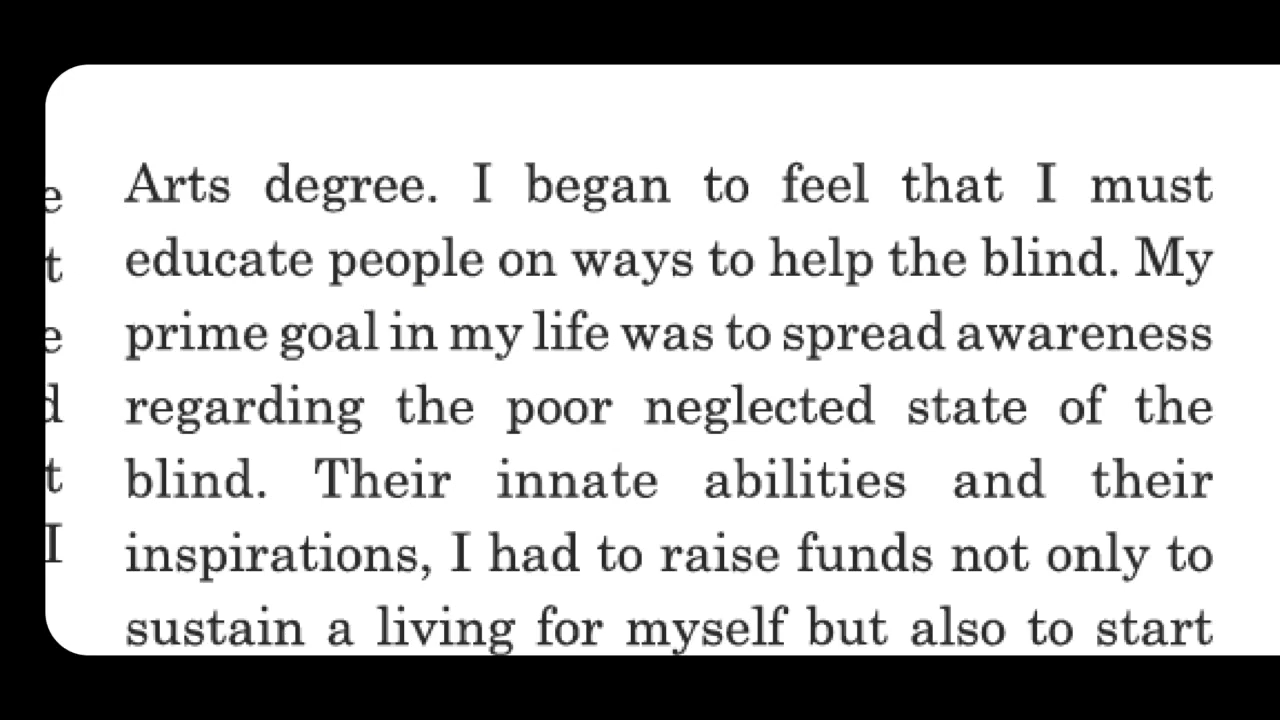 Arts degree. I began to feel that I must
educate people on ways to help the blind. My
prime goal in my life was to spread awareness
regarding the poor neglected state of the
blind. Their innate abilities and their
inspirations, I had to raise funds not only to
sustain a living for myself but also to start